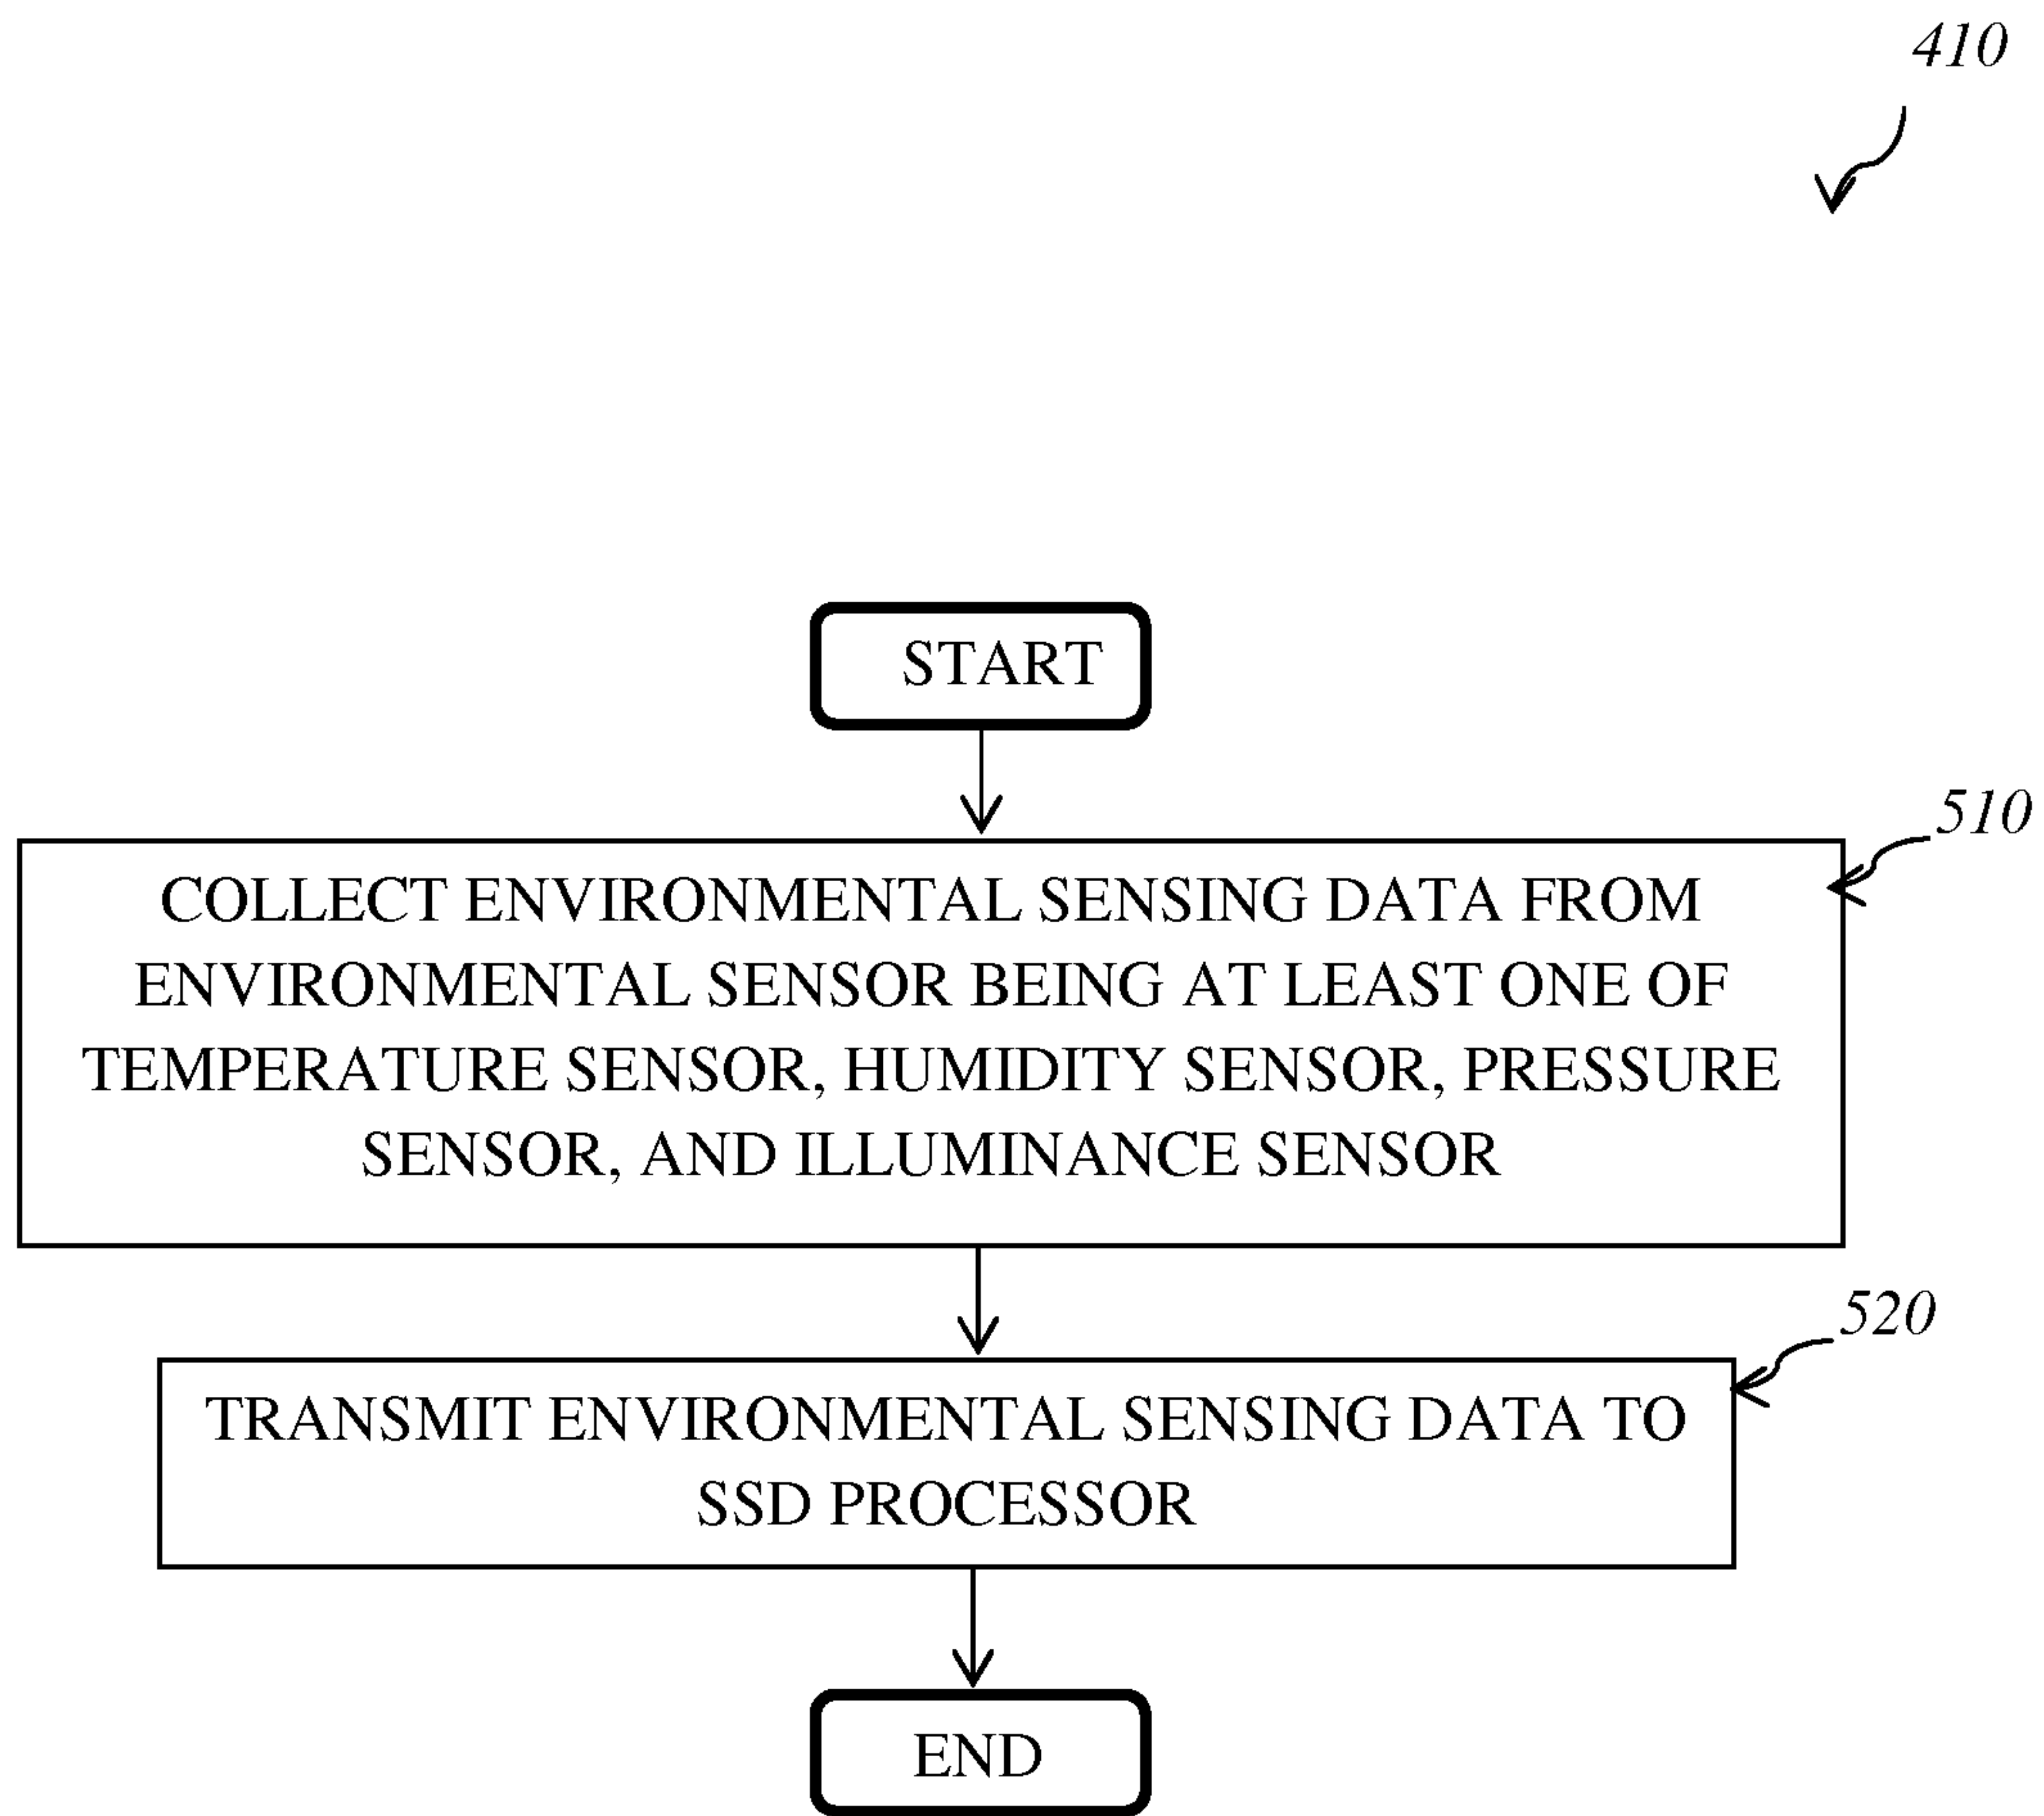 410
START
510
COLLECT ENVIRONMENTAL SENSING DATA FROM
ENVIRONMENTAL SENSOR BEING AT LEAST ONE OF
TEMPERATURE SENSOR, HUMIDITY SENSOR, PRESSURE
SENSOR, AND ILLUMINANCE SENSOR
520
TRANSMIT ENVIRONMENTAL SENSING DATA TO
SSD PROCESSOR
END